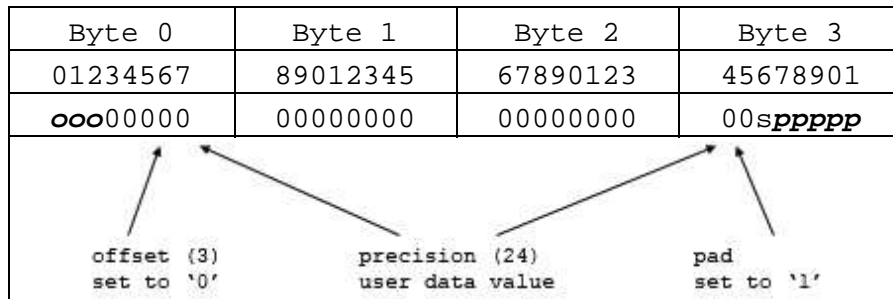 Byte 0 Byte 1 Byte 2 Byte 3
01234567 89012345 67890123 45678901
ooo00000 00000000 00000000 00sppppp
offset (3) precision (24) pad
set to ‘0’ user data value set to ‘1’